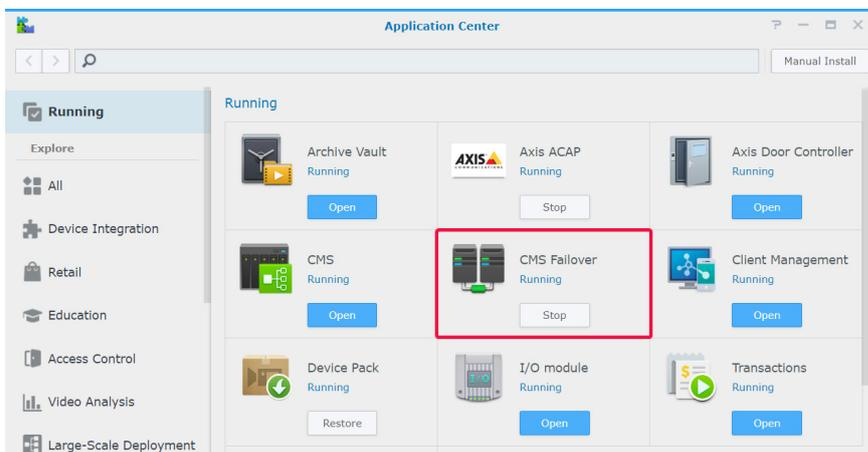 Application Center
Manual Install
Running
Explore
All
Device Integration
Retail
Education
Access Control
Video Analysis
Large-Scale Deployment
Running
Archive Vault
Running
Open
AXIS
COMMUNICATIONS
Axis ACAP
Running
Stop
Axis Door Controller
Running
Open
CMS
Running
Open
CMS Failover
Running
Stop
Client Management
Running
Open
Device Pack
Running
Restore
I/O
I/O module
Running
Open
$
Transactions
Running
Open